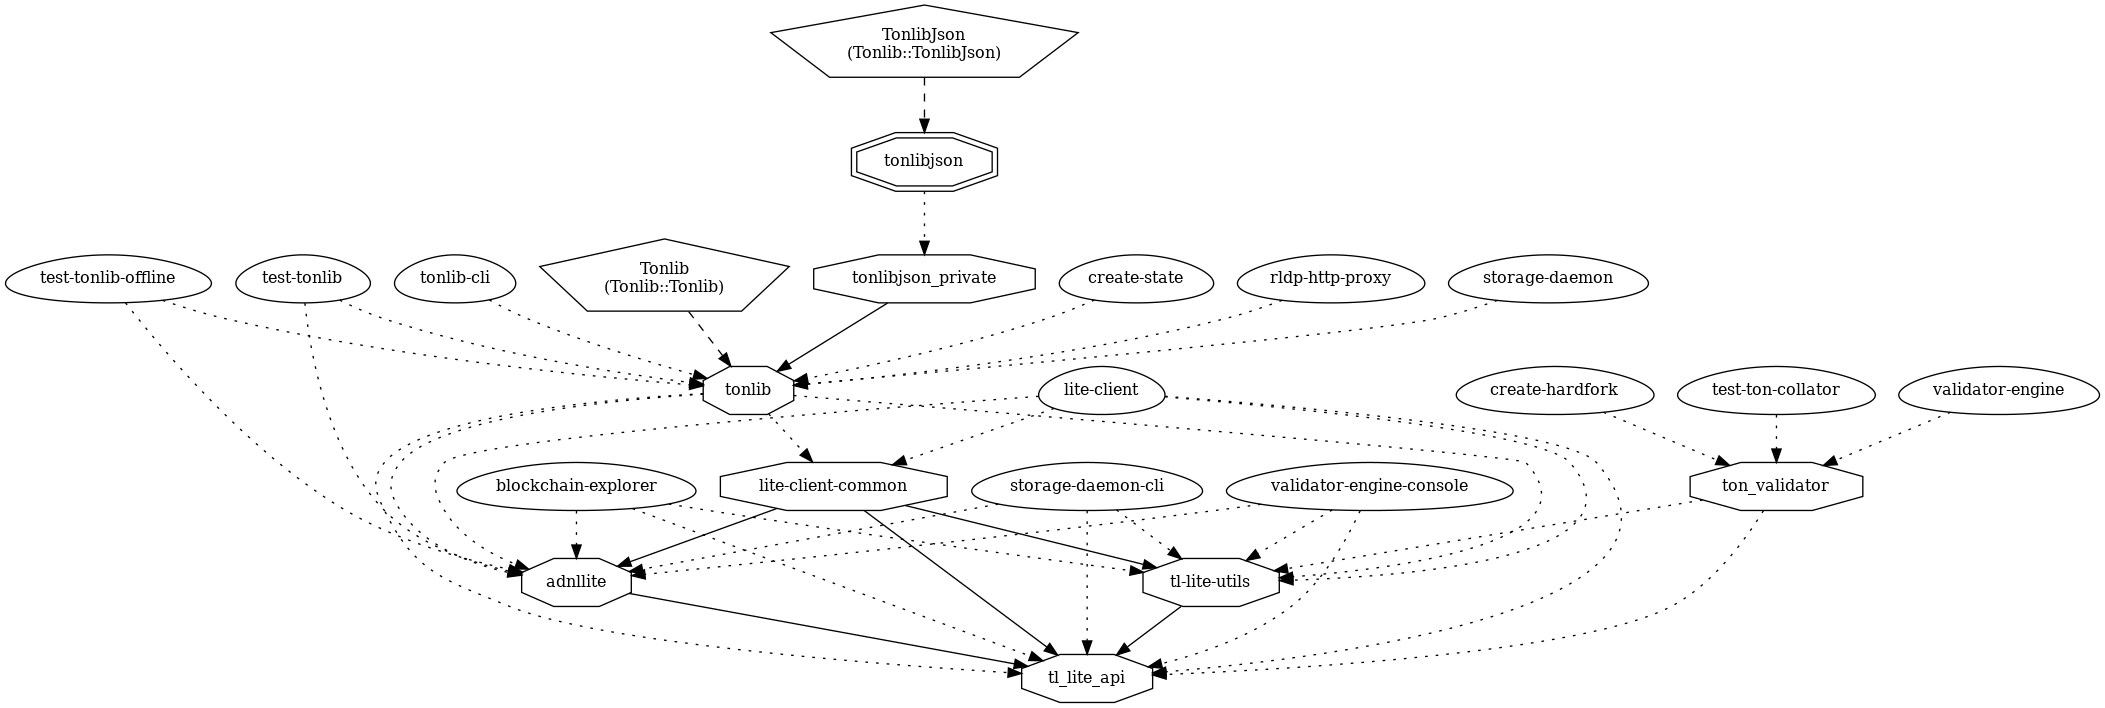 TonlibJson
(Tonlib::TonlibJson)
tonlibjson
test-tonlib-offline
test-tonlib
tonlib-cli
Tonlib
(Tonlib::Tonlib)
tonlibjson_private
create-state
rldp-http-proxy
storage-daemon
tonlib
lite-client
create-hardfork
test-ton-collator
validator-engine
blockchain-explorer
lite-client-common
storage-daemon-cli
validator-engine-console
ton_validator
adnllite
tl-lite-utils
tl_lite_api